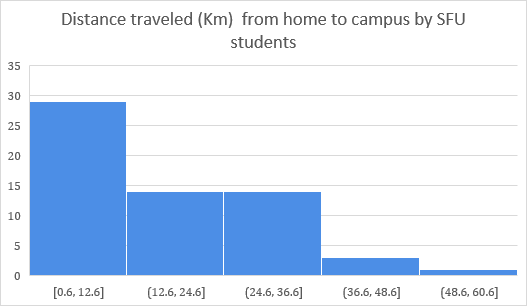 Distance traveled (Km)  from home to campus by SFU
students
35
30
25
20
15
10
5
0
[0.6, 12.6] (12.6, 24.6] (24.6, 36.6] (36.6, 48.6] (48.6, 60.6]